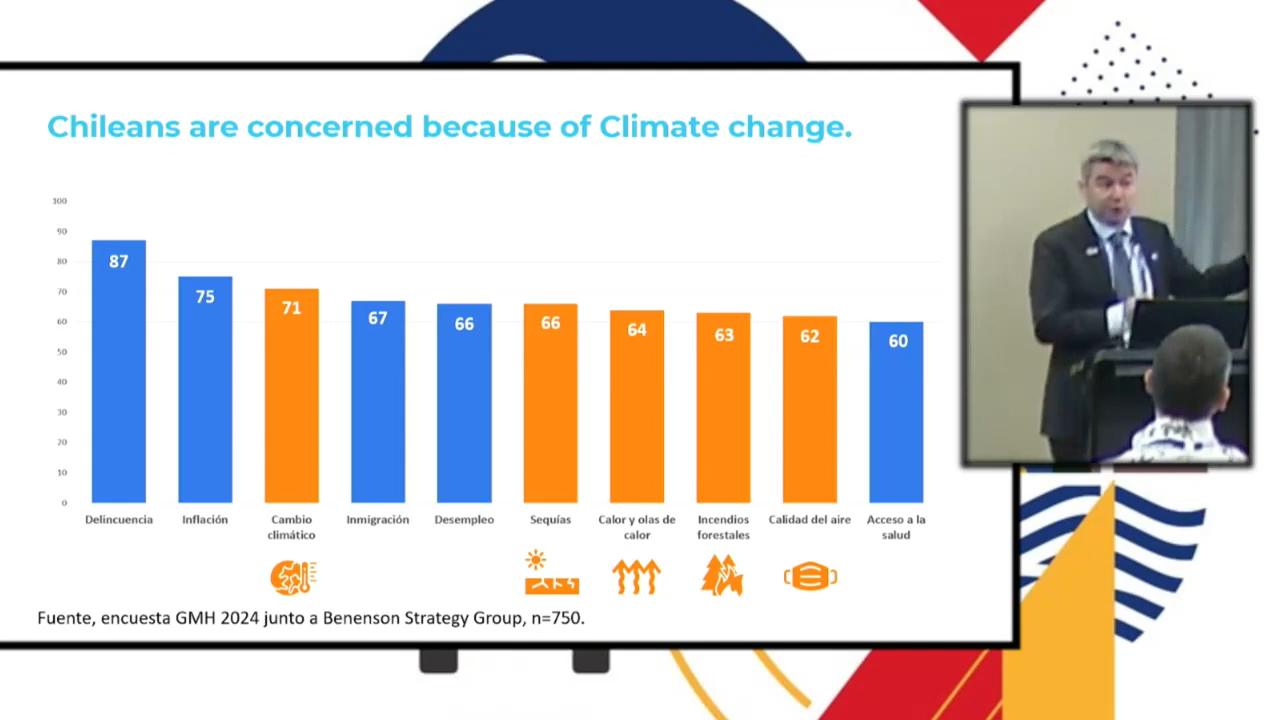 Chileans are concerned because of Climate change.
100
90
80
70
60
50
40
30
20
10
0
87
75
71
67
66
66
64
63
62
60
Delincuencia
Inflación
Cambio
climático
Inmigración
Desempleo
Sequías
Calor y olas de
calor
Incendios
forestales
Calidad del aire
Acceso a la
salud
Fuente, encuesta GMH 2024 junto a Benenson Strategy Group, n=750.